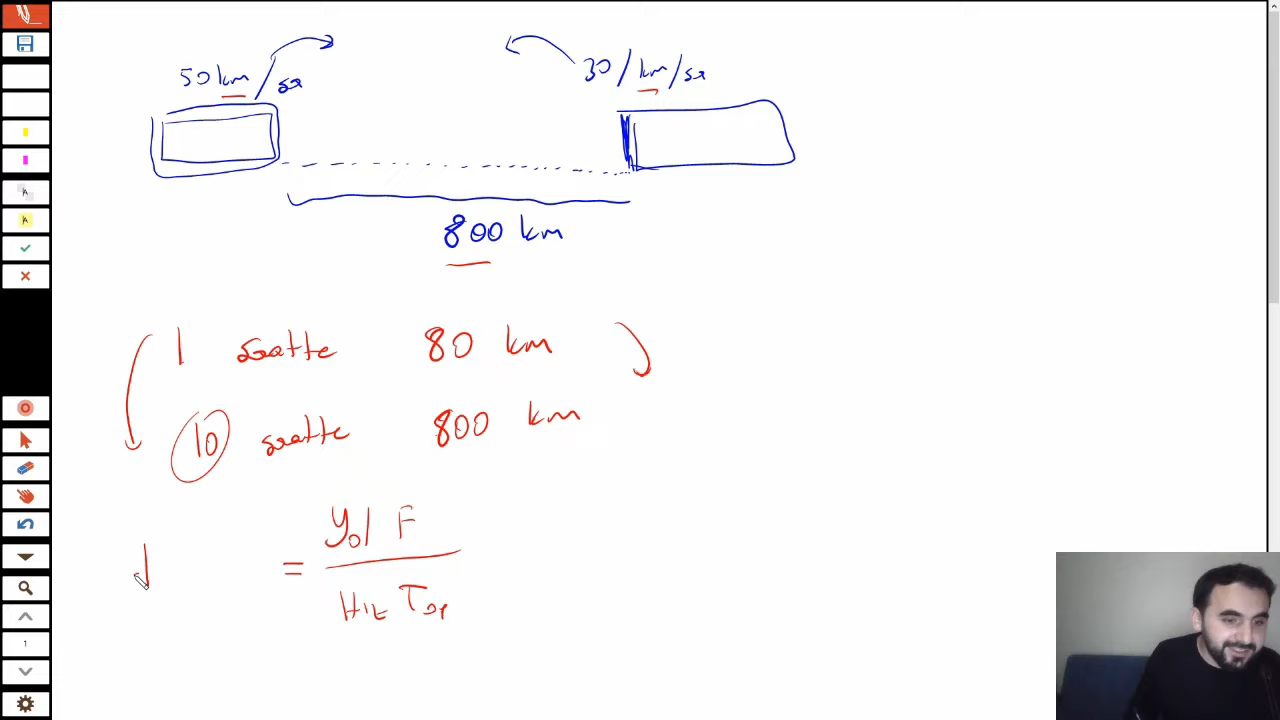 50 km/sa 30/km/sa
800 km
1 saatte 80 km
10 saatte 800 km
= Yol F
Hız Top
1